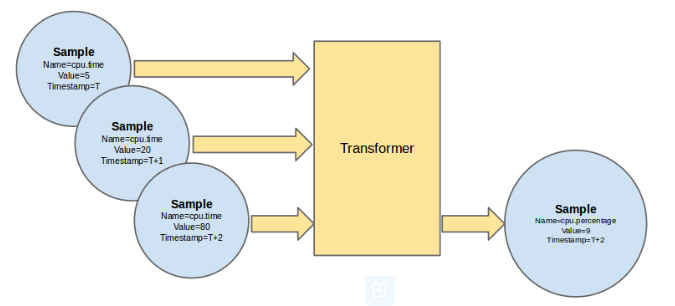 Sample
Name=cpu.time
Value=5
Timestamp=T
Sample
Name=cpu.time
Value=20
Timestamp=T+1
Sample
Name=cpu.time
Value=80
Timestamp=T+2
Transformer
Sample
Name=cpu.percentage
Value=9
Timestamp=T+2